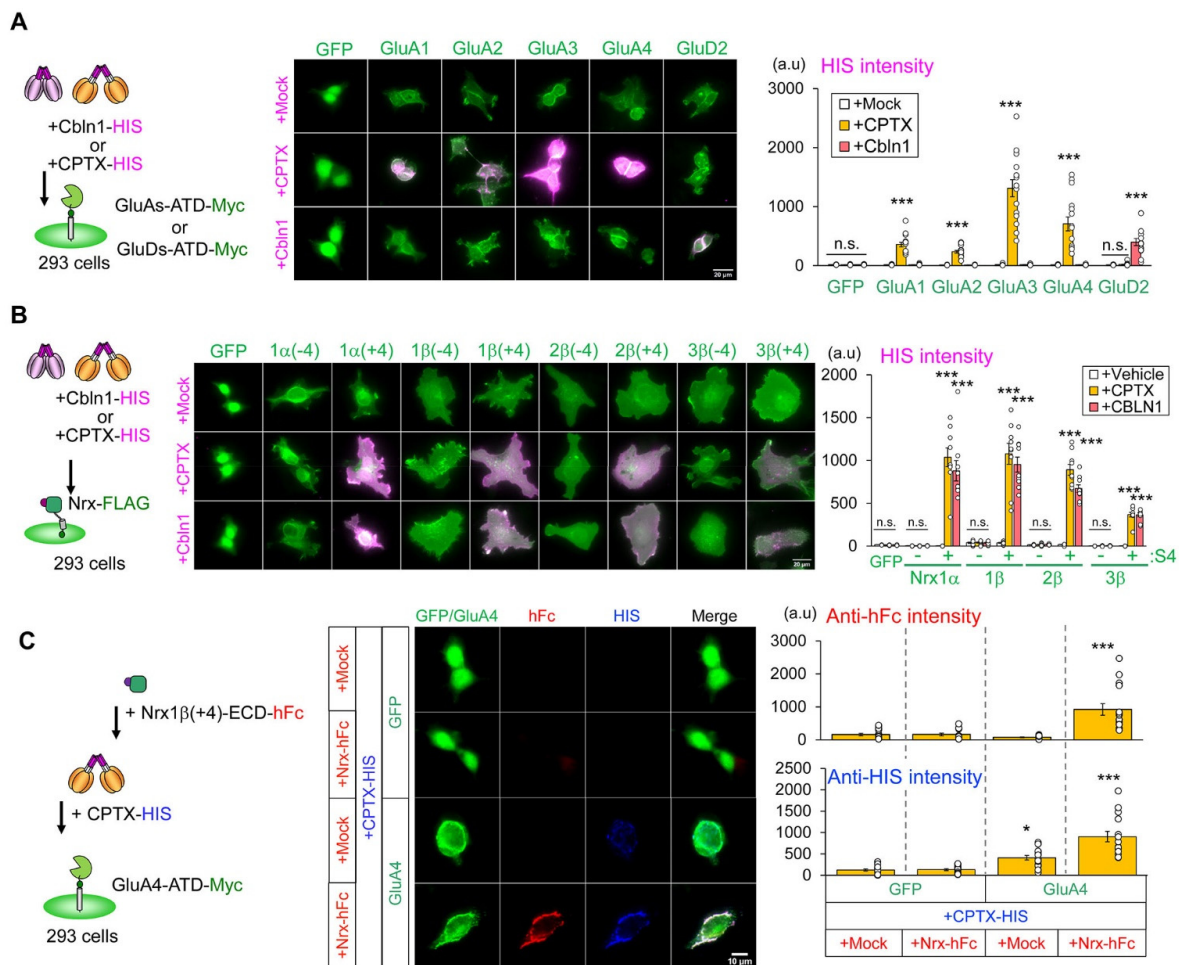 A
+Cbln1-HIS
or
+CPTX-HIS
GluAs-ATD-Myc
or
GluDs-ATD-Myc
293 cells
GFP GluA1 GluA2 GluA3 GluA4 GluD2
+Mock
+CPTX
+Cbln1
20 µm
(a.u) HIS intensity
+Mock
+CPTX
+Cbln1
3000
2000
1000
0
n.s. *** *** *** *** n.s. ***
GFP GluA1 GluA2 GluA3 GluA4 GluD2
B
+Cbln1-HIS
or
+CPTX-HIS
Nrx-FLAG
293 cells
GFP 1α(-4) 1α(+4) 1β(-4) 1β(+4) 2β(-4) 2β(+4) 3β(-4) 3β(+4)
+Mock
+CPTX
+Cbln1
20 µm
(a.u) HIS intensity
+Vehicle
+CPTX
+CBLN1
2000
1500
1000
500
0
n.s. n.s. *** *** n.s. *** *** n.s. *** *** n.s. *** ***
GFP - + - + - + - + :S4
Nrx1α 1β 2β 3β
C
+ Nrx1β(+4)-ECD-hFc
+ CPTX-HIS
GluA4-ATD-Myc
293 cells
GFP/GluA4 hFc HIS Merge
+Mock
+Nrx-hFc
+Mock
+Nrx-hFc
+CPTX-HIS
GFP
GluA4
10 µm
(a.u) Anti-hFc intensity
3000
2000
1000
0
***
Anti-HIS intensity
2500
2000
1500
1000
500
0
* ***
GFP GluA4
+CPTX-HIS
+Mock +Nrx-hFc +Mock +Nrx-hFc